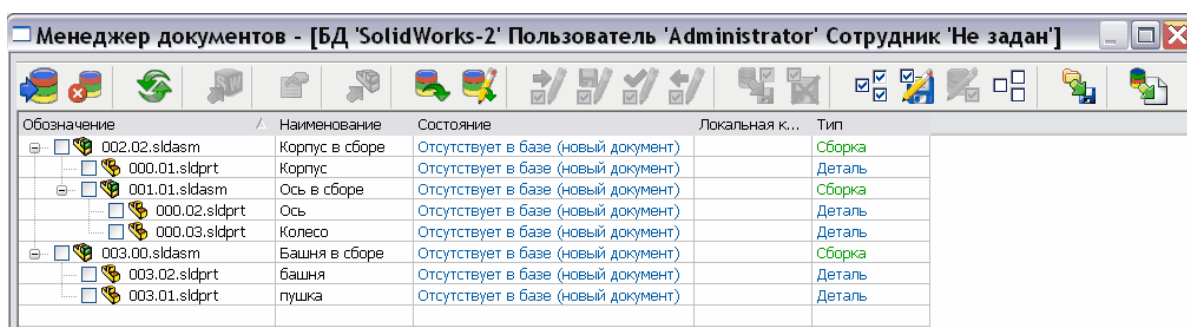 Менеджер документов - [БД 'SolidWorks-2' Пользователь 'Administrator' Сотрудник 'Не задан']
Обозначение Наименование Состояние Локальная к... Тип
002.02.sldasm Корпус в сборе Отсутствует в базе (новый документ) Сборка
000.01.sldprt Корпус Отсутствует в базе (новый документ) Деталь
001.01.sldasm Ось в сборе Отсутствует в базе (новый документ) Сборка
000.02.sldprt Ось Отсутствует в базе (новый документ) Деталь
000.03.sldprt Колесо Отсутствует в базе (новый документ) Деталь
003.00.sldasm Башня в сборе Отсутствует в базе (новый документ) Сборка
003.02.sldprt башня Отсутствует в базе (новый документ) Деталь
003.01.sldprt пушка Отсутствует в базе (новый документ) Деталь